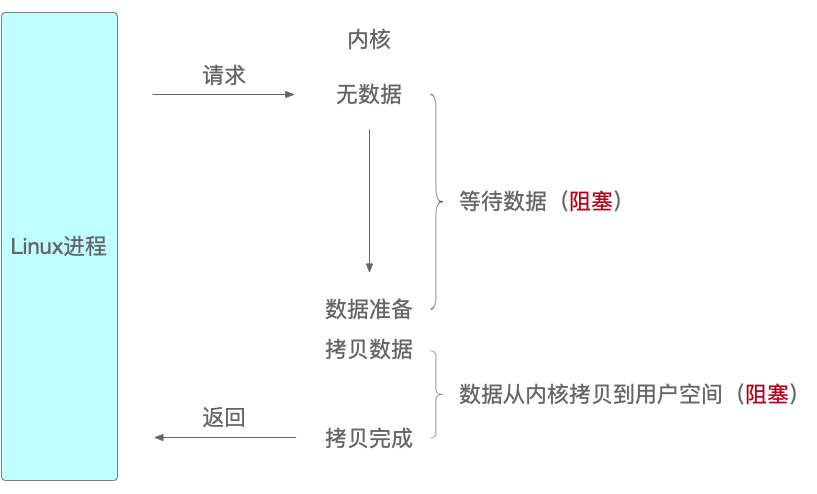 内核
请求
无数据
等待数据（阻塞）
Linux进程
数据准备
拷贝数据
数据从内核拷贝到用户空间（阻塞）
返回
拷贝完成